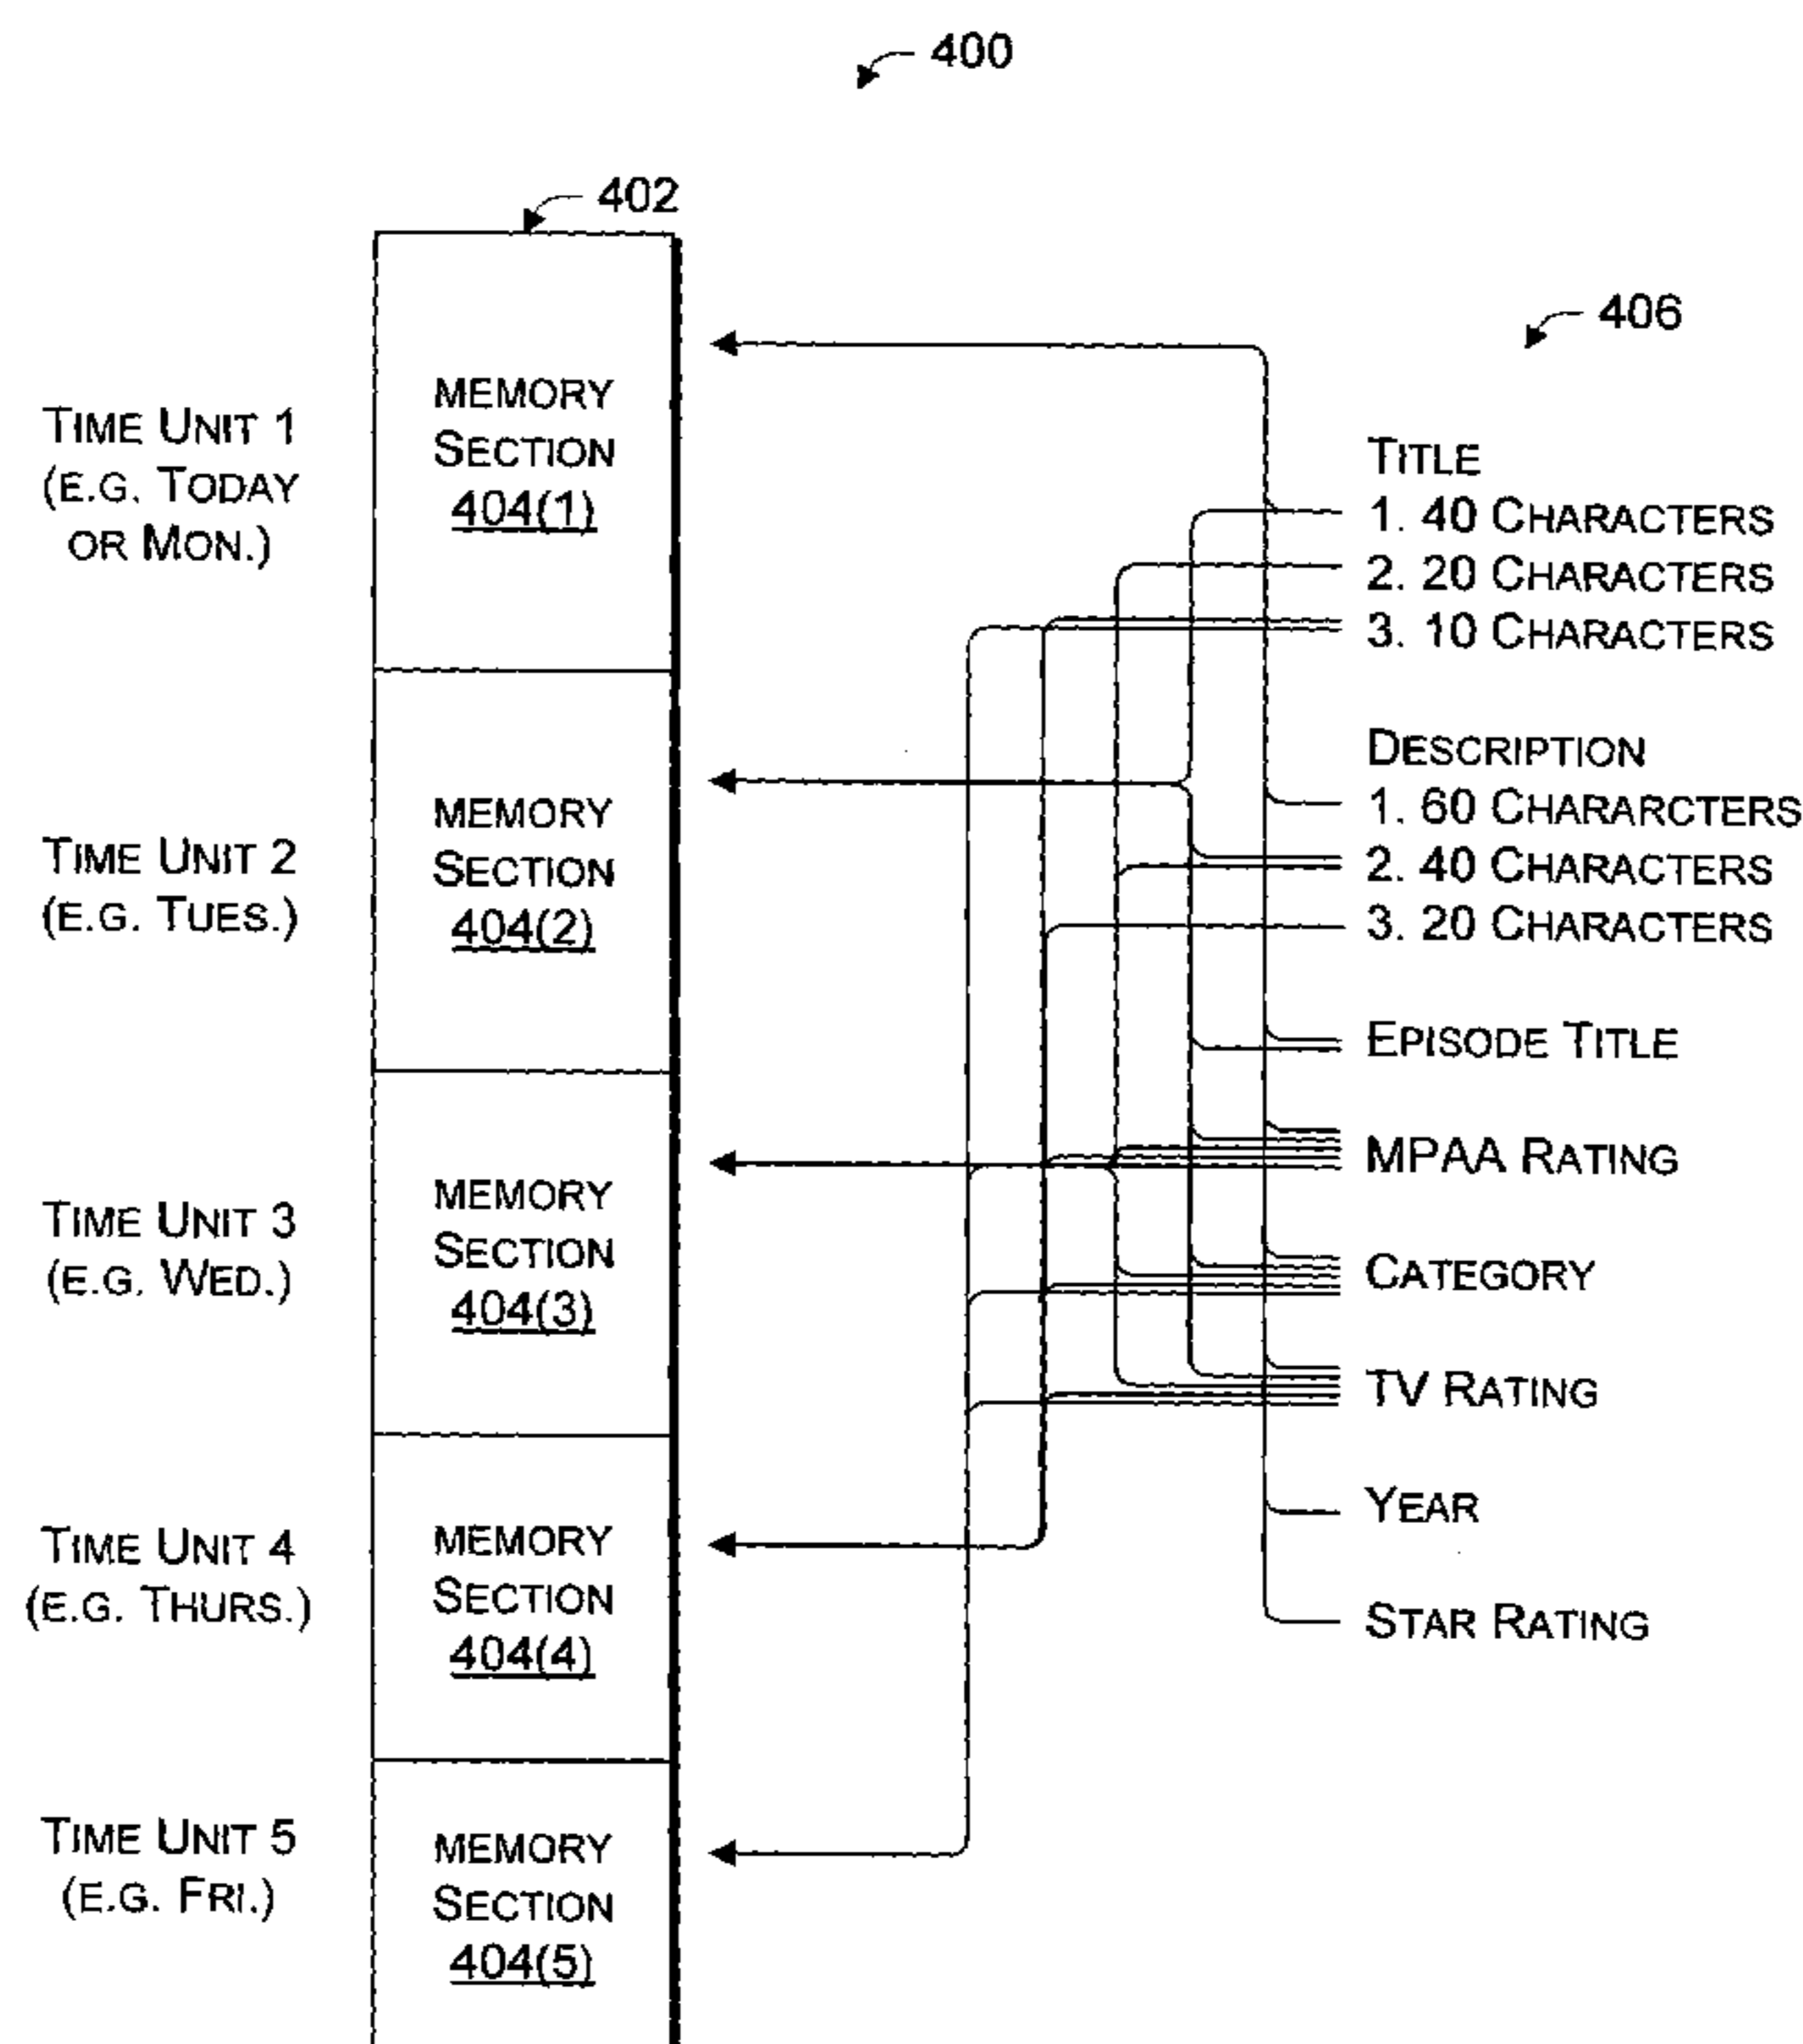 400
402
406
TIME UNIT 1
(E.G. TODAY
OR MON.)
MEMORY
SECTION
404(1)
TIME UNIT 2
(E.G. TUES.)
MEMORY
SECTION
404(2)
TIME UNIT 3
(E.G. WED.)
MEMORY
SECTION
404(3)
TIME UNIT 4
(E.G. THURS.)
MEMORY
SECTION
404(4)
TIME UNIT 5
(E.G. FRI.)
MEMORY
SECTION
404(5)
TITLE
1. 40 CHARACTERS
2. 20 CHARACTERS
3. 10 CHARACTERS
DESCRIPTION
1. 60 CHARARCTERS
2. 40 CHARACTERS
3. 20 CHARACTERS
EPISODE TITLE
MPAA RATING
CATEGORY
TV RATING
YEAR
STAR RATING